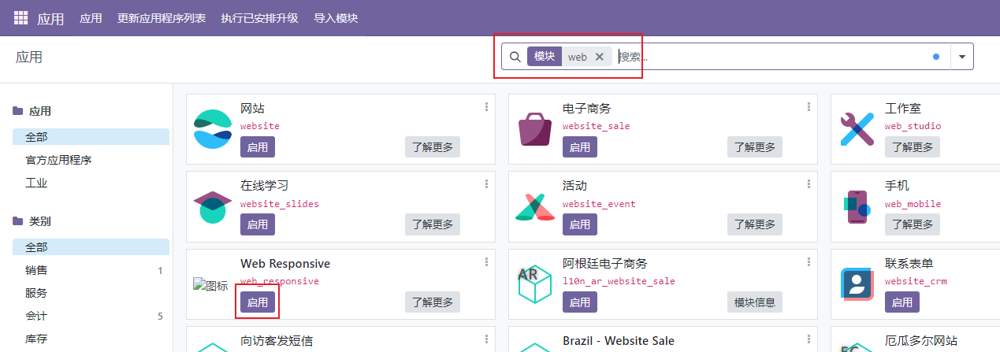 应用 应用 更新应用程序列表 执行已安排升级 导入模块
应用
模块 web 搜索...
应用
全部
官方应用程序
工业
类别
全部
销售 1
服务
会计 5
库存
网站
website
启用 了解更多
电子商务
website_sale
启用 了解更多
工作室
web_studio
了解更多
在线学习
website_slides
启用 了解更多
活动
website_event
启用 了解更多
手机
web_mobile
了解更多
图标
Web Responsive
web_responsive
启用 了解更多
AR
阿根廷电子商务
l10n_ar_website_sale
启用 模块信息
联系表单
website_crm
启用
向访客发短信
Brazil - Website Sale
EC
厄瓜多尔网站